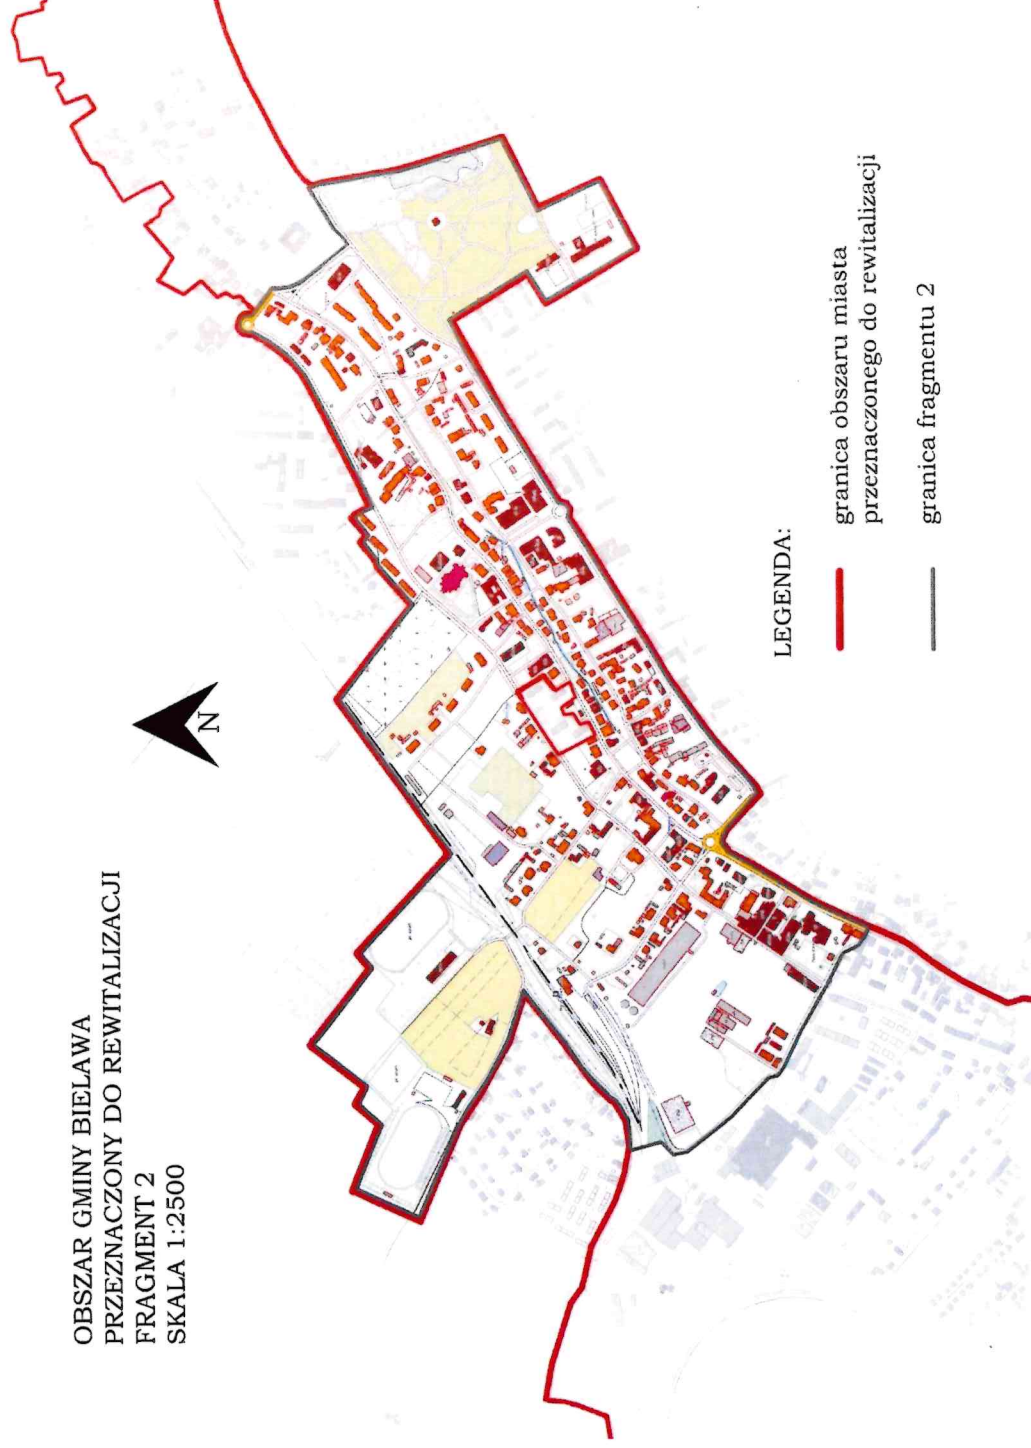 OBSZAR GMINY BIELAWA
PRZEZNACZONY DO REWITALIZACJI
FRAGMENT 2
SKALA 1:2500
N
LEGENDA:
granica obszaru miasta
przeznaczonego do rewitalizacji
granica fragmentu 2